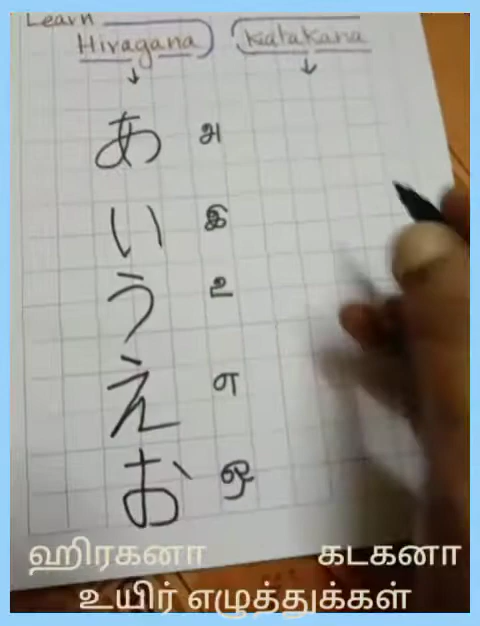 Learn
Hiragana Katakana
あ அ
い இ
う உ
え எ
お ஒ
ஹிரகனா கடகனா
உயிர் எழுத்துக்கள்